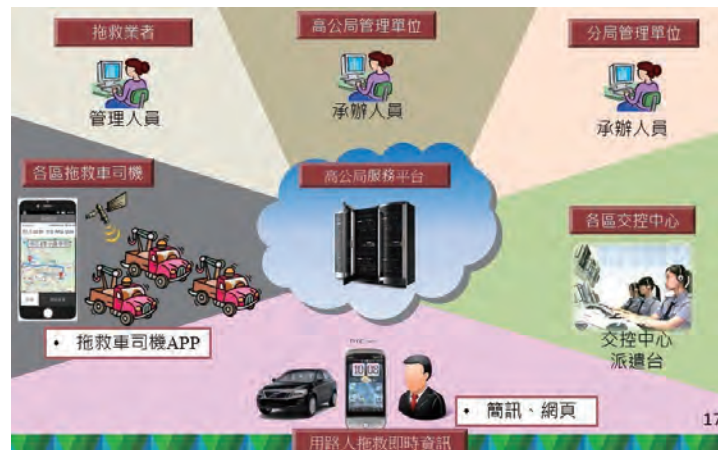 拖救業者
高公局管理單位
分局管理單位
管理人員
承辦人員
承辦人員
各區拖救車司機
高公局服務平台
各區交控中心
• 拖救車司機APP
交控中心
派遣台
10 08
• 簡訊、網頁
17
用路人拖救即時資訊